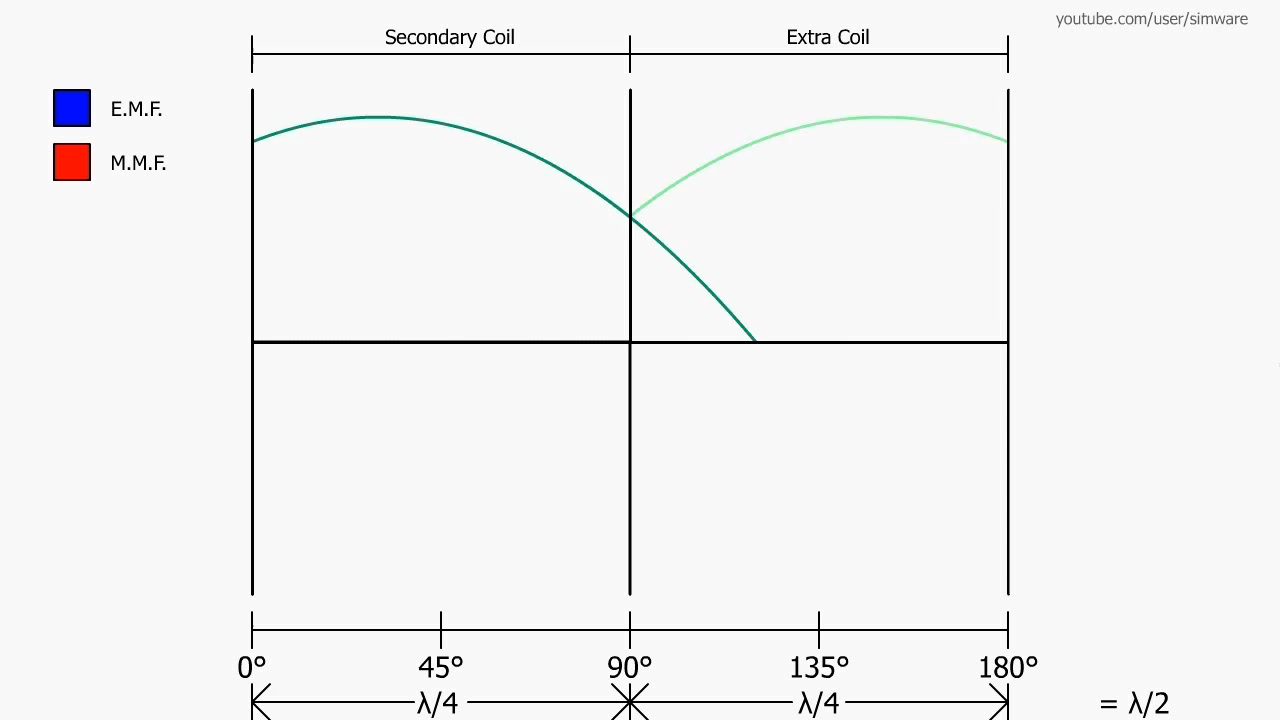 youtube.com/user/simware
Secondary Coil
Extra Coil
E.M.F.
M.M.F.
0° 45° 90° 135° 180°
λ/4 λ/4 = λ/2